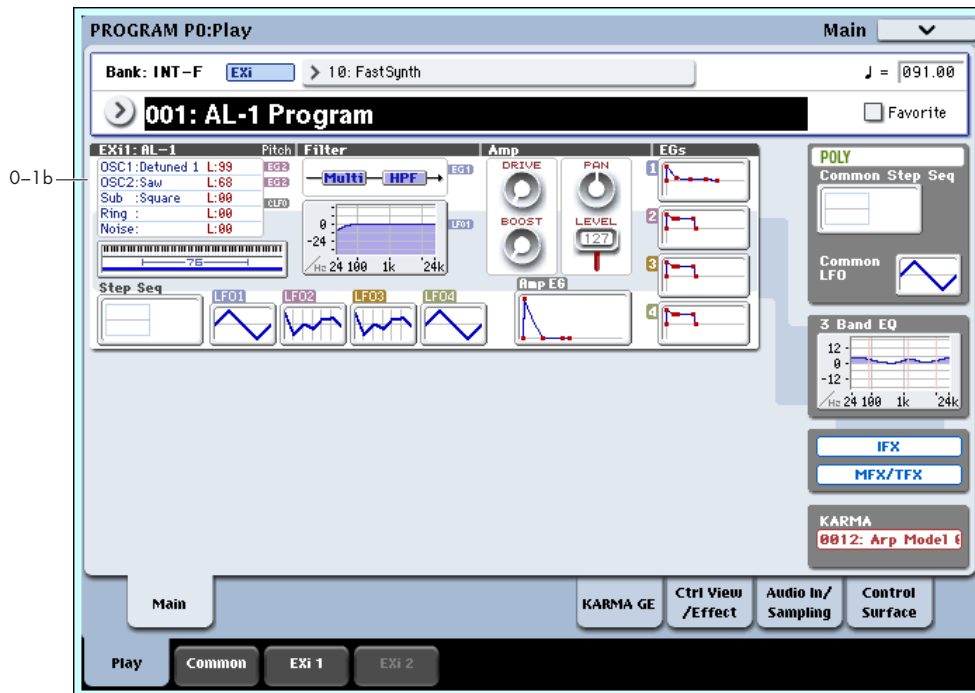 PROGRAM P0:Play
Main
Bank: INT-F
EXi
10: FastSynth
♩ = 091.00
001: AL-1 Program
Favorite
0-1b
EXi1: AL-1
Pitch
Filter
Amp
EGs
OSC1:Detuned 1 L:99
EG2
OSC2:Saw L:68
EG2
Sub :Square L:00
CLFO
Ring : L:00
Noise: L:00
76
Multi
HPF
EG1
LFO1
0
-24
Hz 24 100 1k 24k
DRIVE
PAN
BOOST
LEVEL
127
1
2
3
4
Step Seq
LFO1
LFO2
LFO3
LFO4
Amp EG
POLY
Common Step Seq
Common
LFO
3 Band EQ
12
0
-12
Hz 24 100 1k 24k
IFX
MFX/TFX
KARMA
0012: Arp Model
Main
KARMA GE
Ctrl View
/Effect
Audio In/
Sampling
Control
Surface
Play
Common
EXi 1
EXi 2